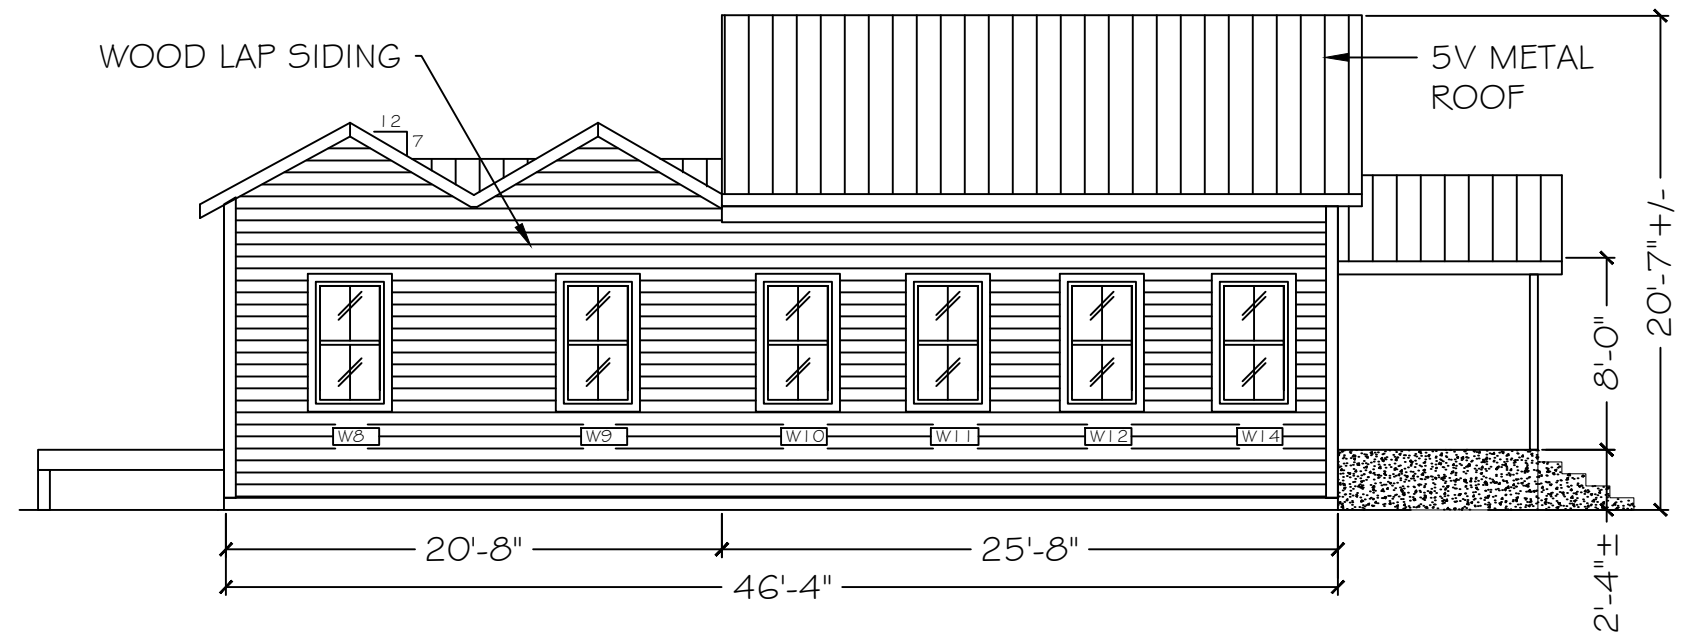 WOOD LAP SIDING
5V METAL
ROOF
12
7
20'-7"+/-
8'-0"
W8
W9
W10
W11
W12
W14
2'-4"±
20'-8"
25'-8"
46'-4"